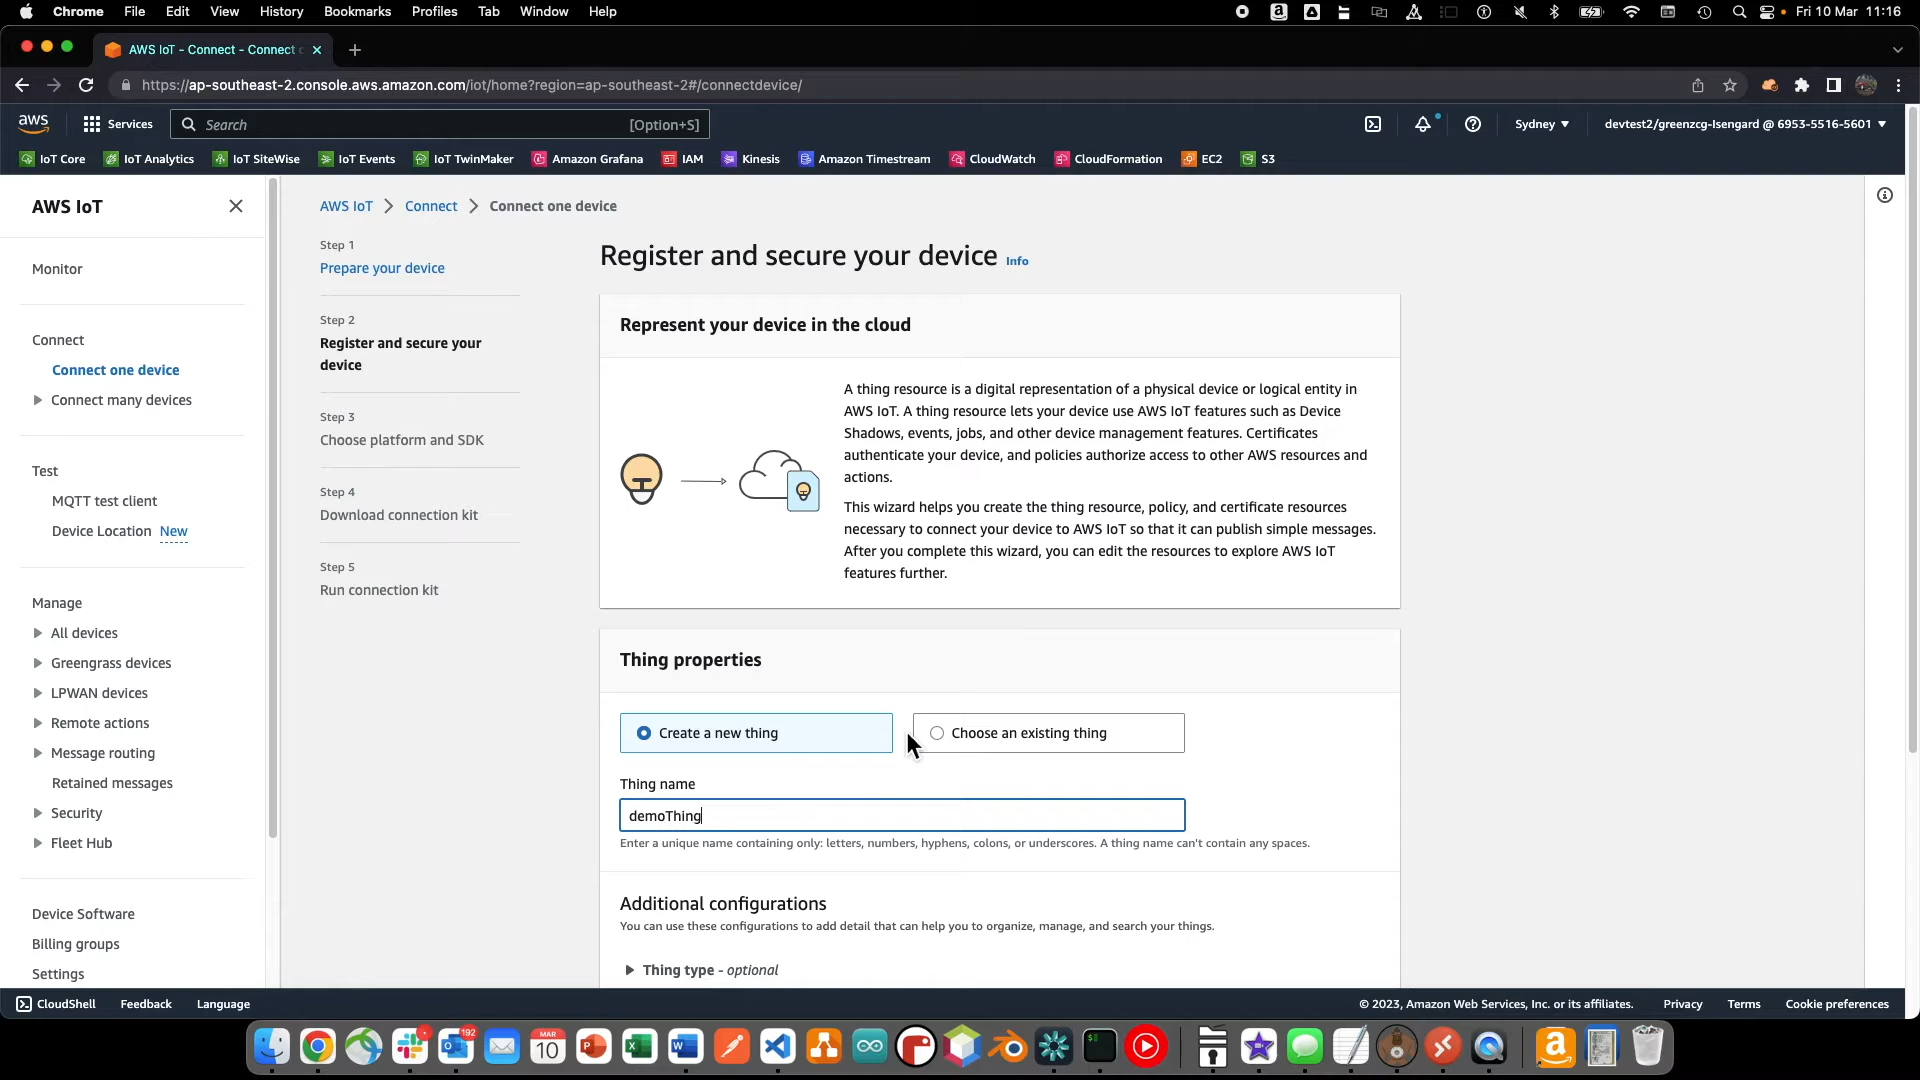 Chrome File Edit View History Bookmarks Profiles Tab Window Help
Fri 10 Mar 11:16
AWS IoT - Connect - Connect
https://ap-southeast-2.console.aws.amazon.com/iot/home?region=ap-southeast-2#/connectdevice/
aws Services Search [Option+S] Sydney devtest2/greenzcg-Isengard @ 6953-5516-5601
IoT Core IoT Analytics IoT SiteWise IoT Events IoT TwinMaker Amazon Grafana IAM Kinesis Amazon Timestream CloudWatch CloudFormation EC2 S3
AWS IoT
Monitor
Connect
Connect one device
Connect many devices
Test
MQTT test client
Device Location New
Manage
All devices
Greengrass devices
LPWAN devices
Remote actions
Message routing
Retained messages
Security
Fleet Hub
Device Software
Billing groups
Settings
AWS IoT > Connect > Connect one device
Step 1
Prepare your device
Step 2
Register and secure your
device
Step 3
Choose platform and SDK
Step 4
Download connection kit
Step 5
Run connection kit
Register and secure your device Info
Represent your device in the cloud
A thing resource is a digital representation of a physical device or logical entity in
AWS IoT. A thing resource lets your device use AWS IoT features such as Device
Shadows, events, jobs, and other device management features. Certificates
authenticate your device, and policies authorize access to other AWS resources and
actions.
This wizard helps you create the thing resource, policy, and certificate resources
necessary to connect your device to AWS IoT so that it can publish simple messages.
After you complete this wizard, you can edit the resources to explore AWS IoT
features further.
Thing properties
Create a new thing
Choose an existing thing
Thing name
demoThing
Enter a unique name containing only: letters, numbers, hyphens, colons, or underscores. A thing name can't contain any spaces.
Additional configurations
You can use these configurations to add detail that can help you to organize, manage, and search your things.
Thing type - optional
CloudShell Feedback Language
© 2023, Amazon Web Services, Inc. or its affiliates. Privacy Terms Cookie preferences
192
MAR
10